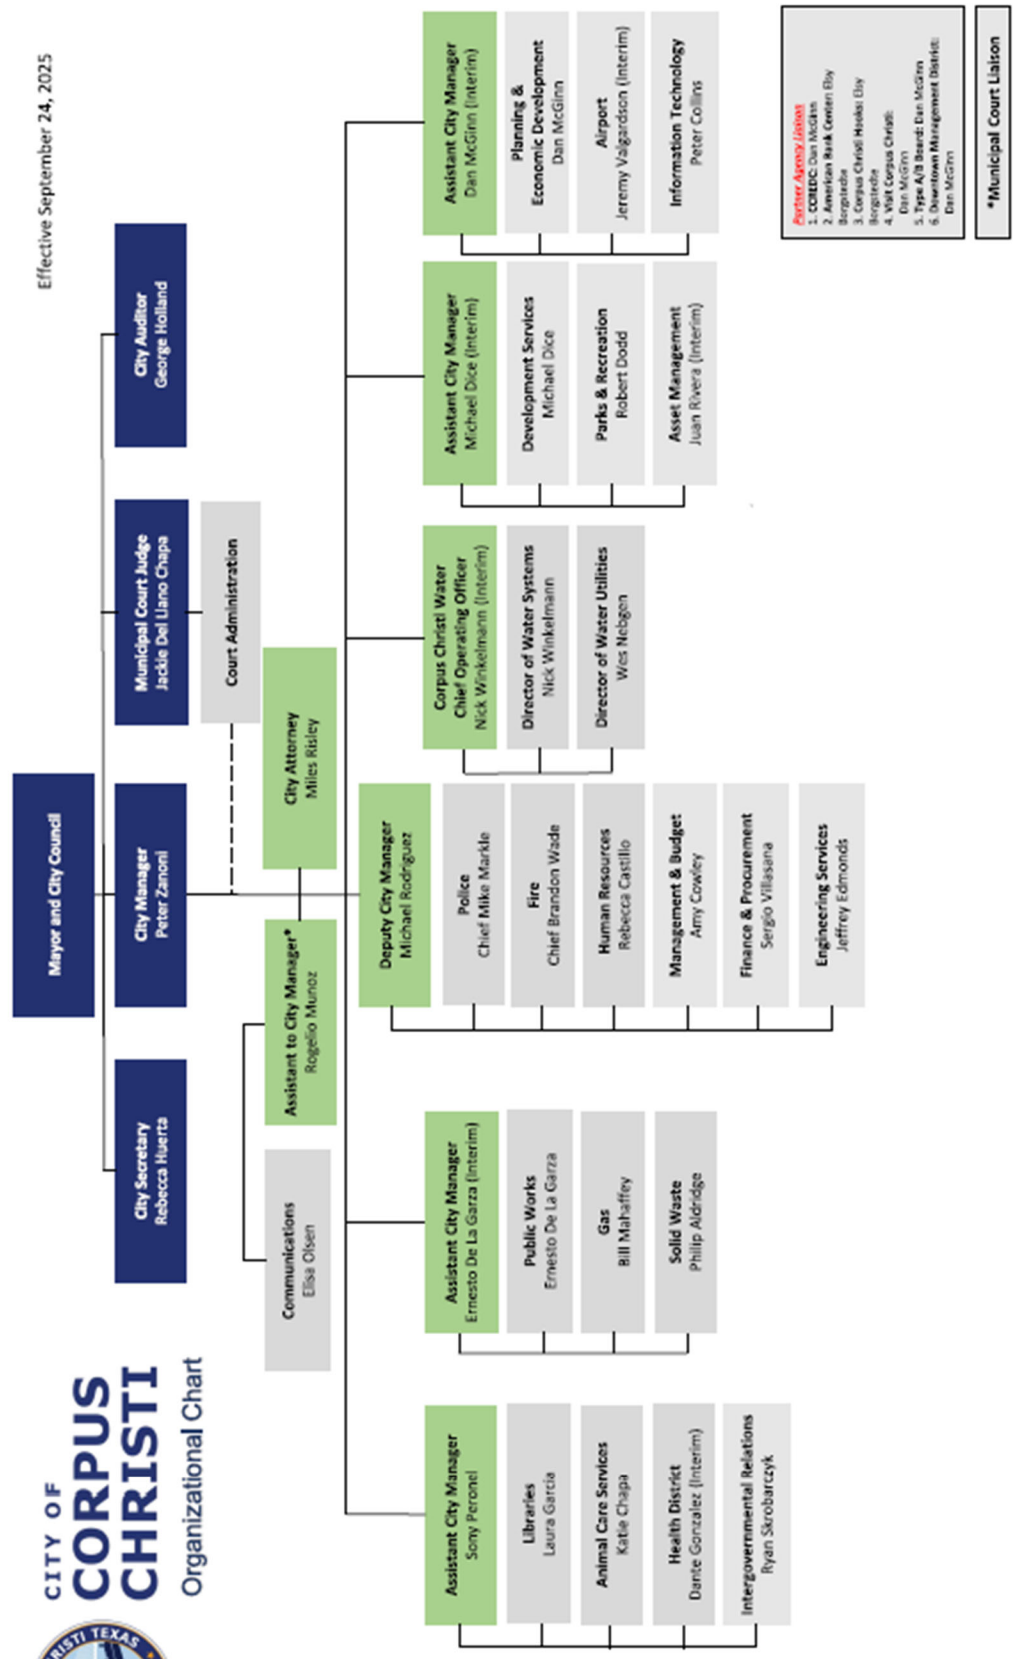 CITY OF
CORPUS
CHRISTI
Organizational Chart
RISTI TEXAS
Effective September 24, 2025
Mayor and City Council
City Secretary
Rebecca Huerta
City Manager
Peter Zanoni
Municipal Court Judge
Jackie Del Llano Chapa
City Auditor
George Holland
Court Administration
Communications
Elisa Olsen
Assistant to City Manager*
Rogelio Munoz
City Attorney
Miles Risley
Assistant City Manager
Sony Peronel
Libraries
Laura Garcia
Animal Care Services
Katie Chapa
Health District
Dante Gonzalez (Interim)
Intergovernmental Relations
Ryan Skrobarczyk
Assistant City Manager
Ernesto De La Garza (Interim)
Public Works
Ernesto De La Garza
Gas
Bill Mahaffey
Solid Waste
Philip Aldridge
Deputy City Manager
Michael Rodriguez
Police
Chief Mike Markle
Fire
Chief Brandon Wade
Human Resources
Rebecca Castillo
Management & Budget
Amy Cowley
Finance & Procurement
Sergio Villasana
Engineering Services
Jeffrey Edmonds
Corpus Christi Water
Chief Operating Officer
Nick Winkelmann (Interim)
Director of Water Systems
Nick Winkelmann
Director of Water Utilities
Wes Nebgen
Assistant City Manager
Michael Dice (Interim)
Development Services
Michael Dice
Parks & Recreation
Robert Dodd
Asset Management
Juan Rivera (Interim)
Assistant City Manager
Dan McGinn (Interim)
Planning &
Economic Development
Dan McGinn
Airport
Jeremy Valgardson (Interim)
Information Technology
Peter Collins
Partner Agency Liaison
1. CCREDC: Dan McGinn
2. American Bank Center: Elsy
Borgstedte
3. Corpus Christi Hooks: Elsy
Borgstedte
4. Visit Corpus Christi:
Dan McGinn
5. Type A/B Board: Dan McGinn
6. Downtown Management District:
Dan McGinn
*Municipal Court Liaison